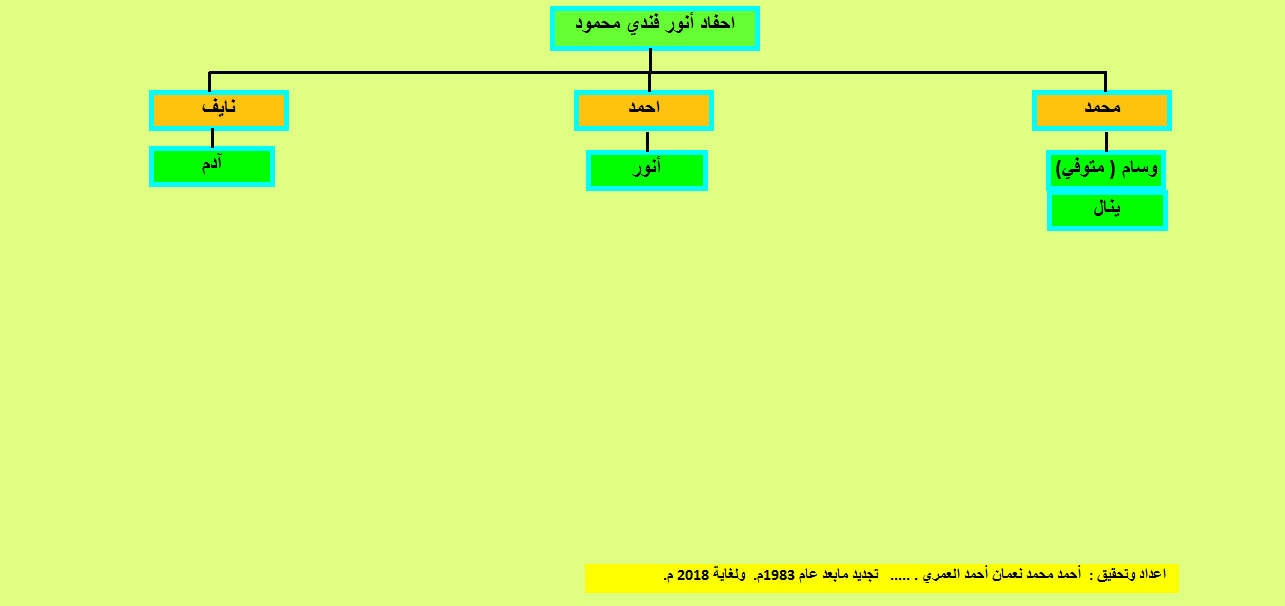 احفاد أنور فندي محمود
محمد
احمد
نايف
وسام ( متوفي)
أنور
آدم
ينال
اعداد وتحقيق : أحمد محمد نعمان أحمد العمري . ..... تجديد مابعد عام 1983م. ولغاية 2018 م.